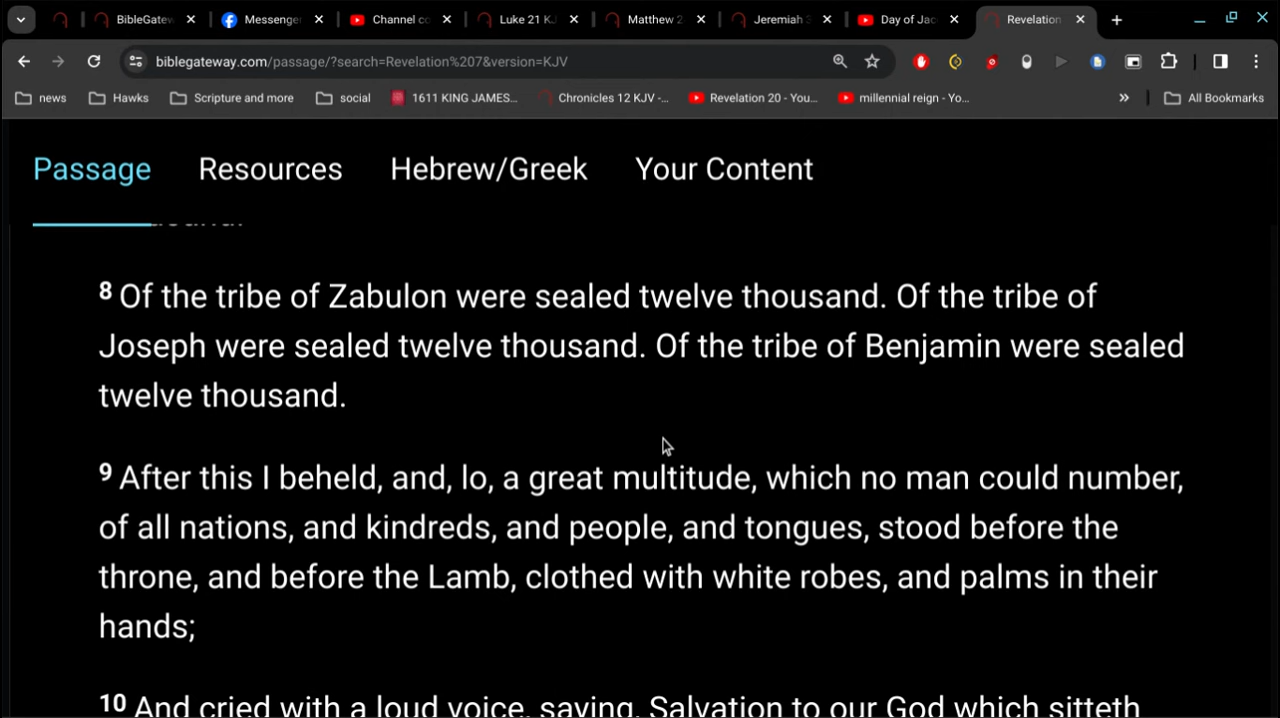 BibleGatew
Messenge
Channel co
Luke 21 KJ
Matthew 2
Jeremiah 3
Day of Jac
Revelation
biblegateway.com/passage/?search=Revelation%207&version=KJV
news Hawks Scripture and more social 1611 KING JAMES... Chronicles 12 KJV -... Revelation 20 - You... millennial reign - Yo... » All Bookmarks
Passage Resources Hebrew/Greek Your Content
8 Of the tribe of Zabulon were sealed twelve thousand. Of the tribe of
Joseph were sealed twelve thousand. Of the tribe of Benjamin were sealed
twelve thousand.
9 After this I beheld, and, lo, a great multitude, which no man could number,
of all nations, and kindreds, and people, and tongues, stood before the
throne, and before the Lamb, clothed with white robes, and palms in their
hands;
10 And cried with a loud voice, saying, Salvation to our God which sitteth